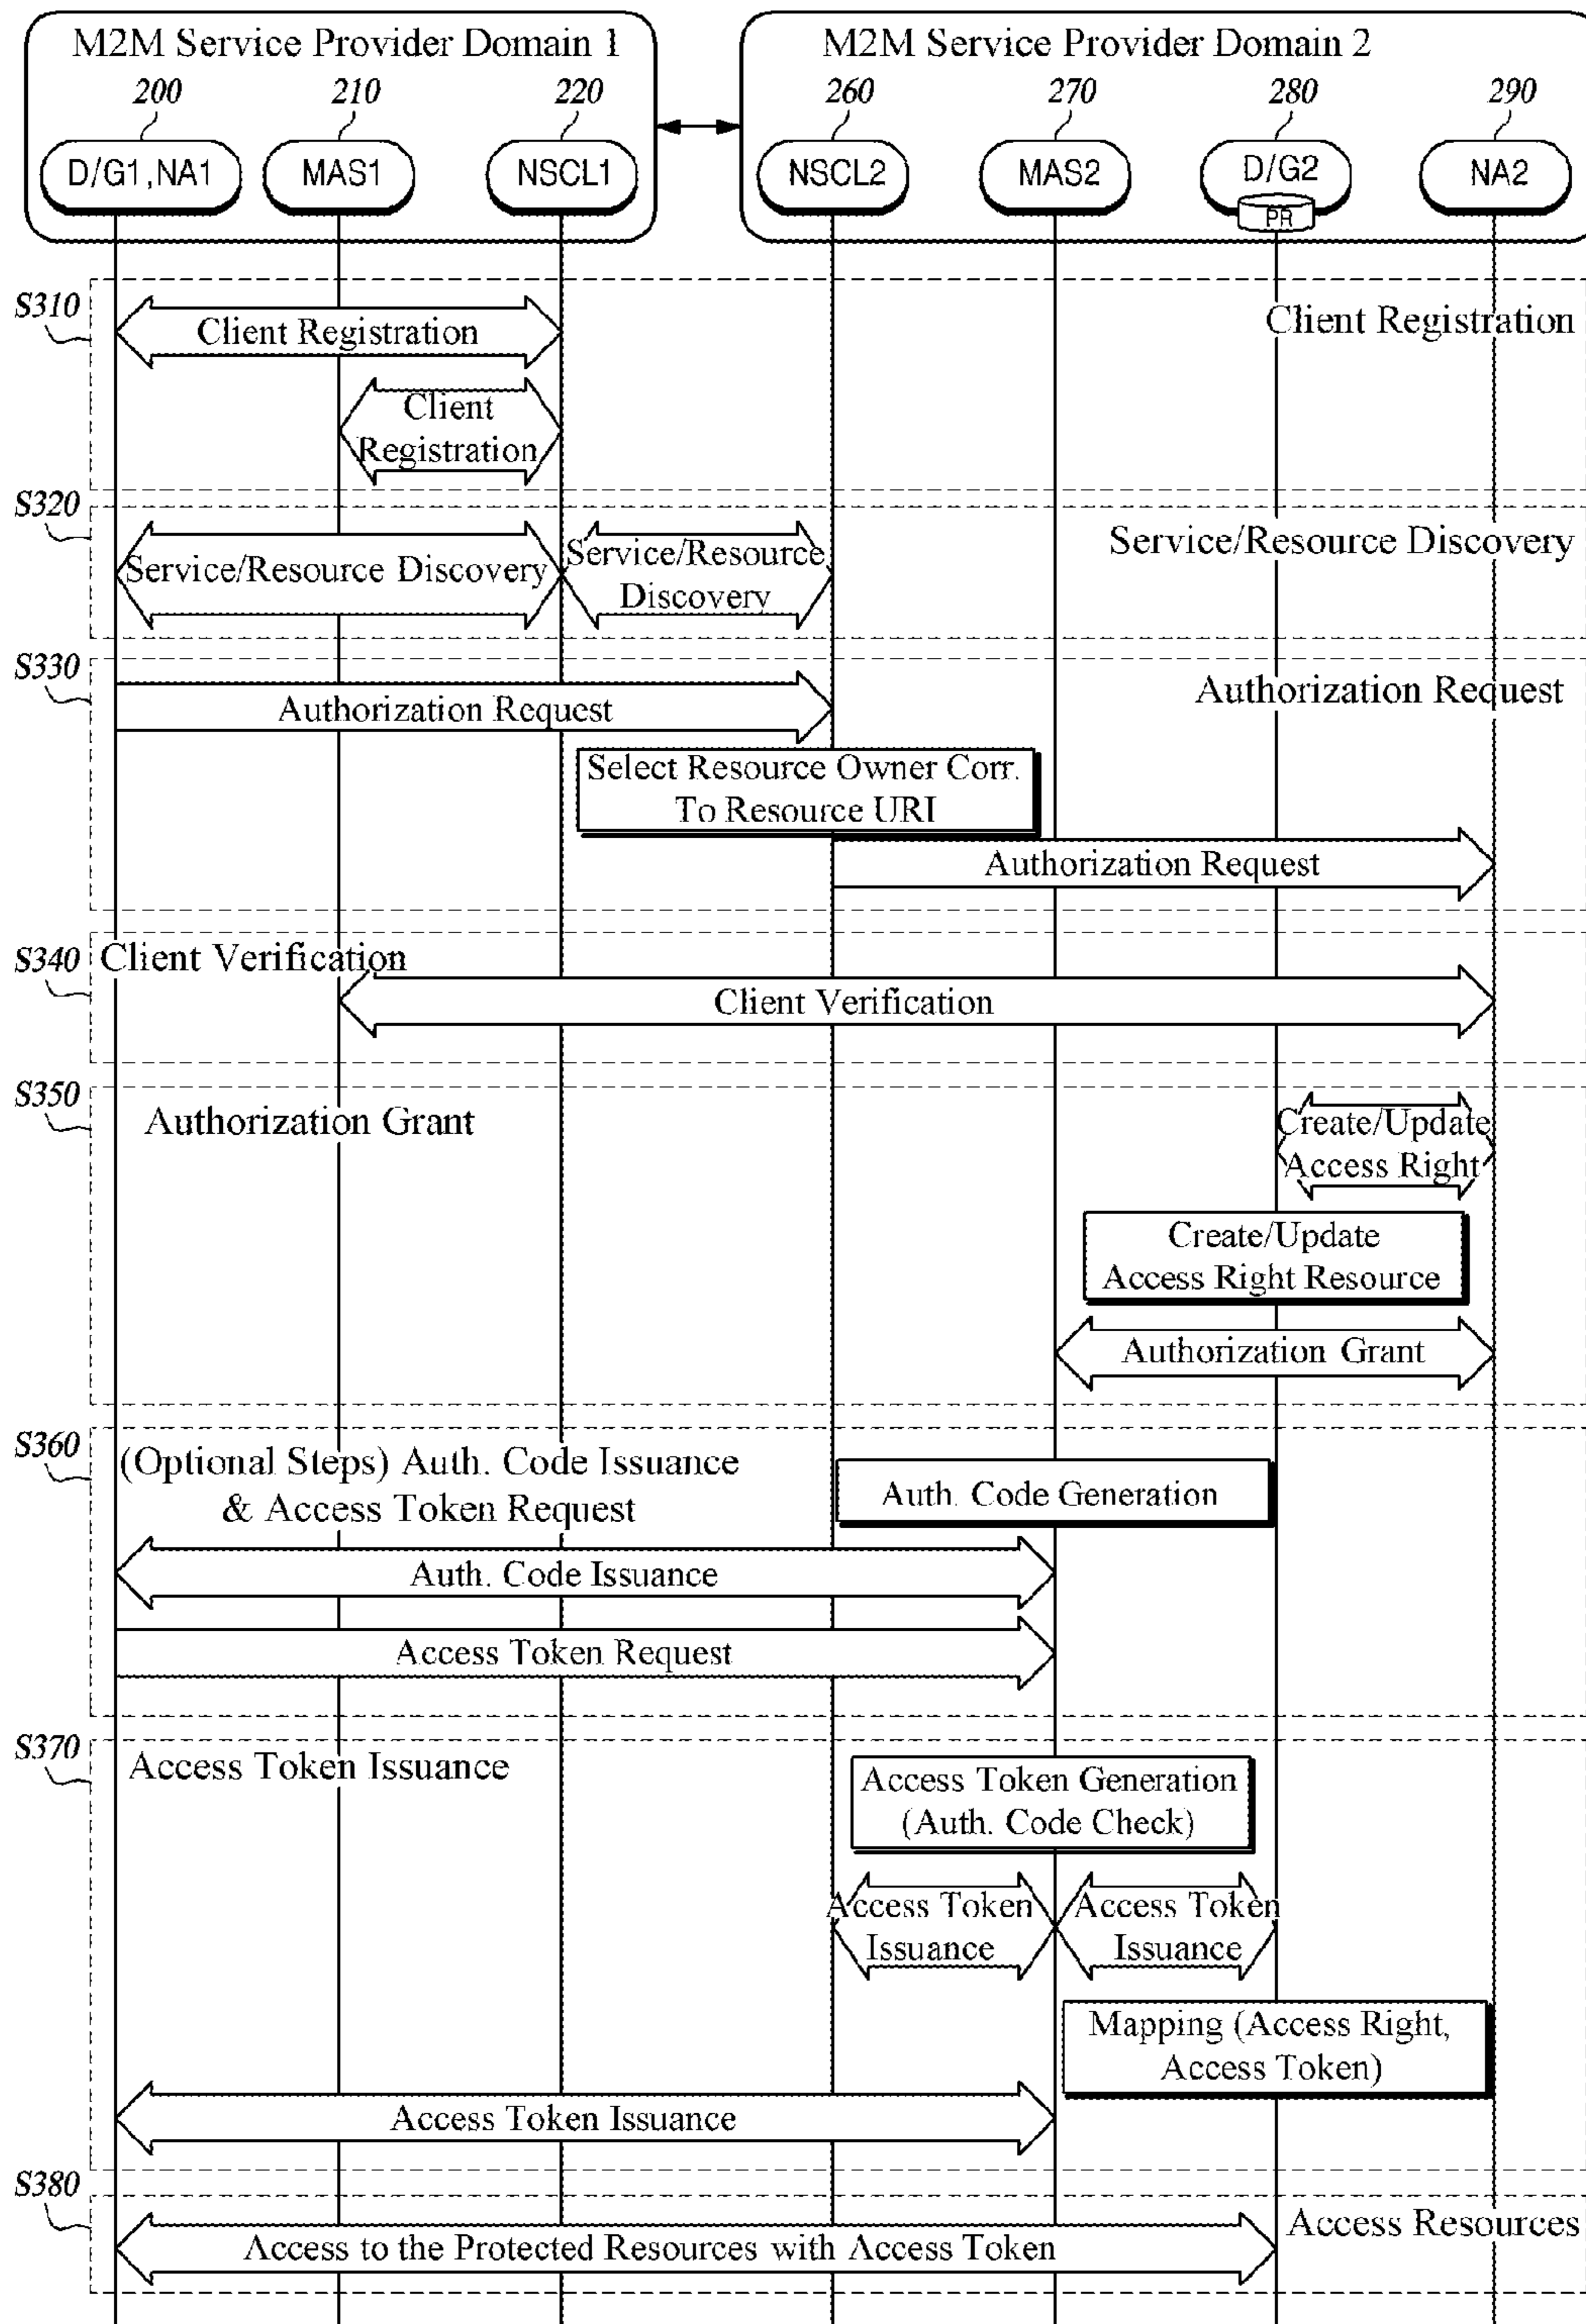 M2M Service Provider Domain 1
M2M Service Provider Domain 2
200
210
220
260
270
280
290
D/G1,NA1
MAS1
NSCL1
NSCL2
MAS2
D/G2
PR
NA2
S310
Client Registration
Client Registration
Client
Registration
S320
Service/Resource Discovery
Service/Resource Discovery
Service/Resource
Discovery
S330
Authorization Request
Authorization Request
Select Resource Owner Corr.
To Resource URI
Authorization Request
S340
Client Verification
Client Verification
S350
Authorization Grant
Create/Update
Access Right
Create/Update
Access Right Resource
Authorization Grant
S360
(Optional Steps) Auth. Code Issuance
& Access Token Request
Auth. Code Generation
Auth. Code Issuance
Access Token Request
S370
Access Token Issuance
Access Token Generation
(Auth. Code Check)
Access Token
Issuance
Access Token
Issuance
Mapping (Access Right,
Access Token)
Access Token Issuance
S380
Access Resources
Access to the Protected Resources with Access Token